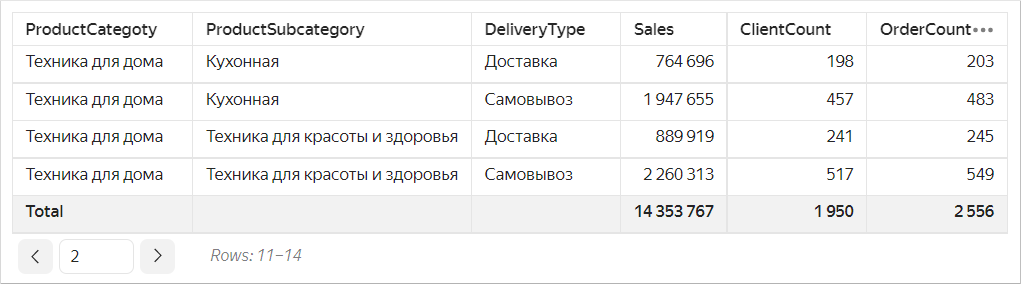 ProductCategoty ProductSubcategory DeliveryType Sales ClientCount OrderCount•••
Техника для дома Кухонная Доставка 764 696 198 203
Техника для дома Кухонная Самовывоз 1 947 655 457 483
Техника для дома Техника для красоты и здоровья Доставка 889 919 241 245
Техника для дома Техника для красоты и здоровья Самовывоз 2 260 313 517 549
Total 14 353 767 1 950 2 556
2 Rows: 11–14